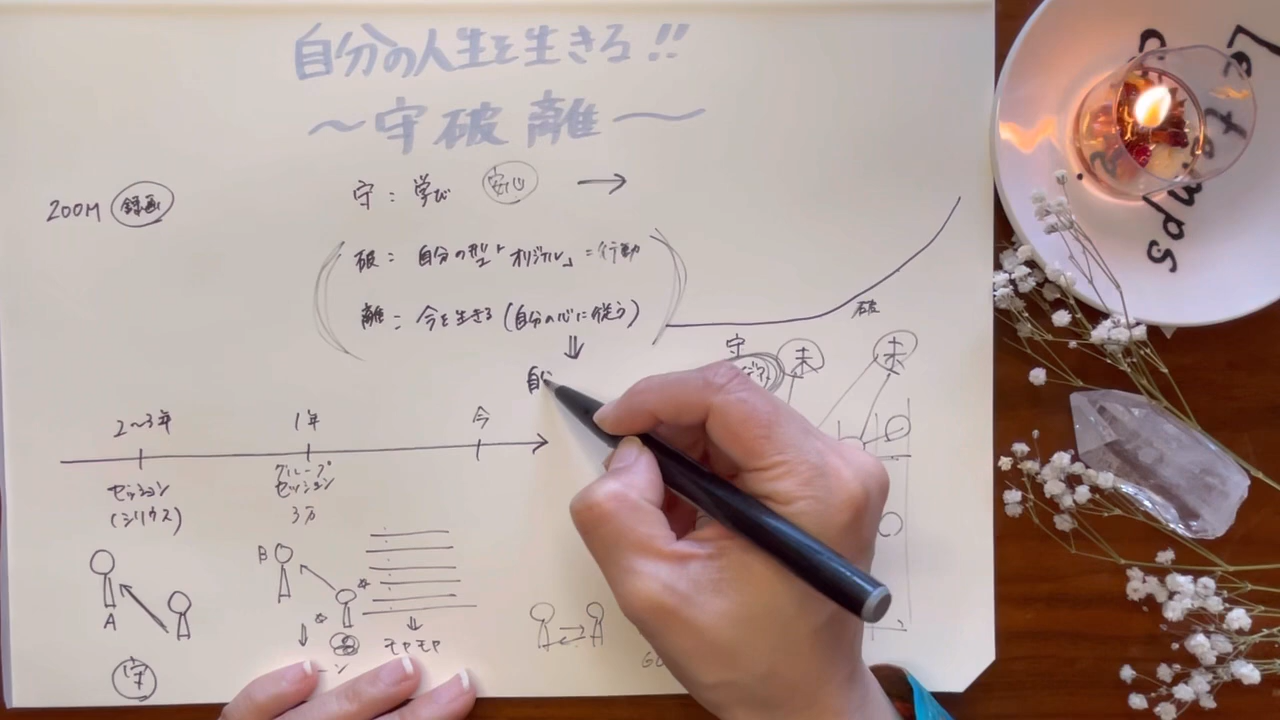 自分の人生を生きる!!
～守破離～
ZOOM 録画
守：学び 安心 →
破：自分の型「オリジナル」=行動
離：今を生きる(自分の心に従う)
自分
破
守
未
未
2~3年
1年
今
セッション
(シリウス)
グループ
セッション
3万
A
B
モヤモヤ
守
Le temps